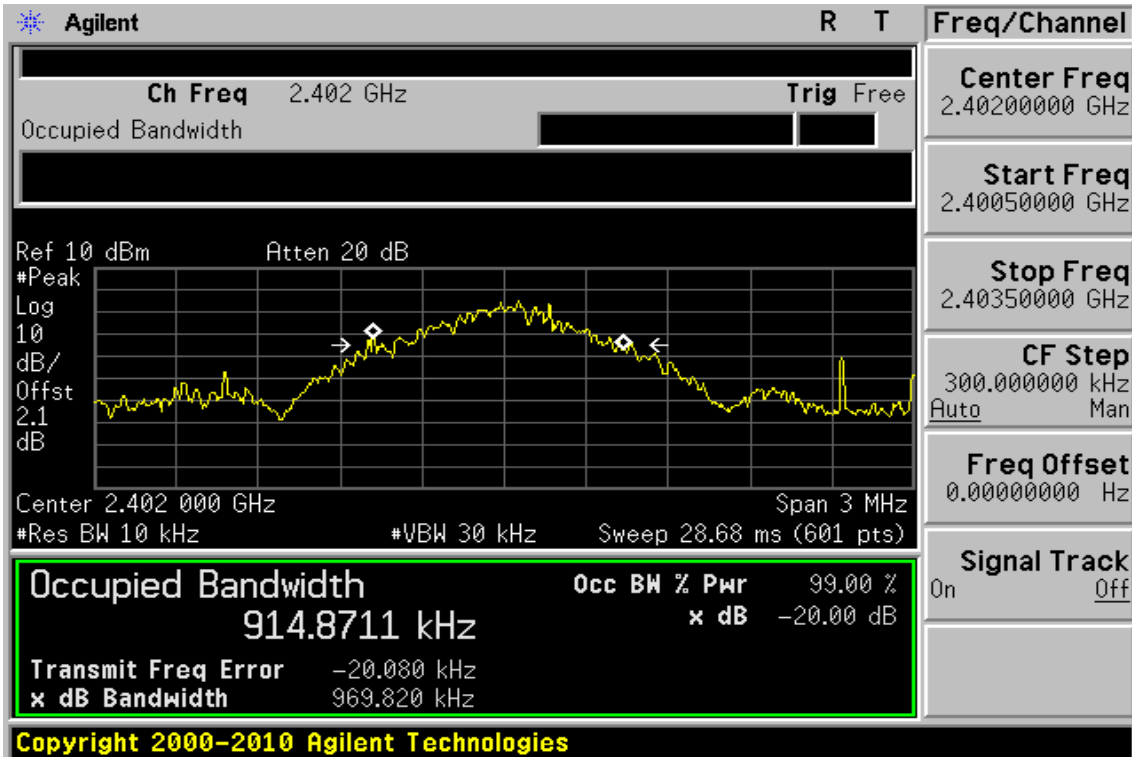 Agilent R T
Freq/Channel
Ch Freq 2.402 GHz Trig Free
Occupied Bandwidth
Center Freq
2.40200000 GHz
Start Freq
2.40050000 GHz
Stop Freq
2.40350000 GHz
CF Step
300.000000 kHz
Auto Man
Freq Offset
0.00000000 Hz
Signal Track
On Off
Ref 10 dBm Atten 20 dB
#Peak
Log
10
dB/
Offst
2.1
dB
Center 2.402 000 GHz Span 3 MHz
#Res BW 10 kHz #VBW 30 kHz Sweep 28.68 ms (601 pts)
Occupied Bandwidth
914.8711 kHz
Occ BW % Pwr 99.00 %
x dB -20.00 dB
Transmit Freq Error -20.080 kHz
x dB Bandwidth 969.820 kHz
Copyright 2000-2010 Agilent Technologies